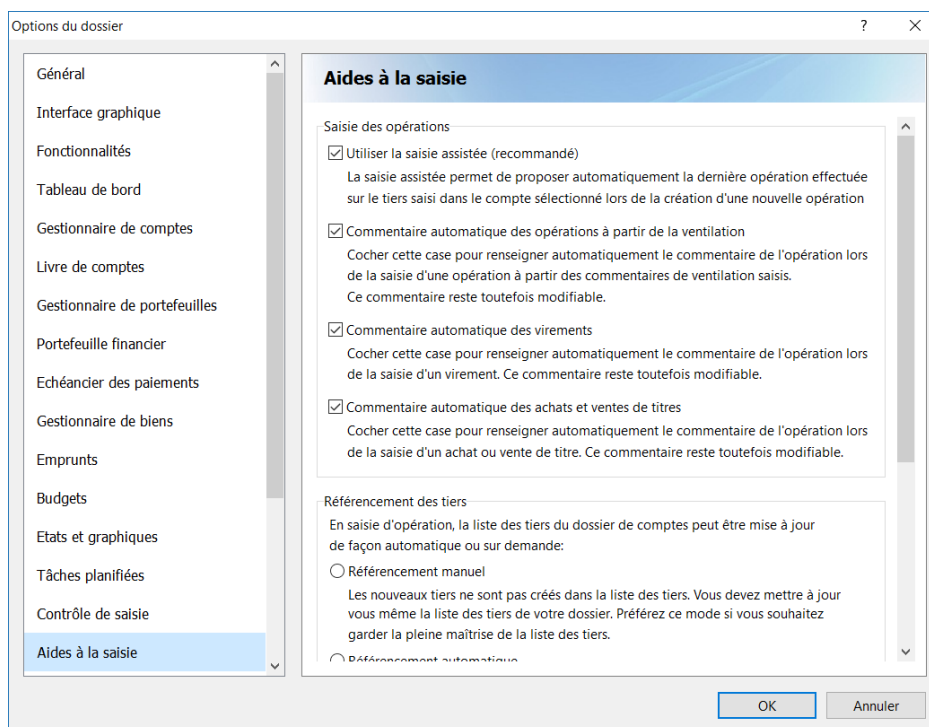 Options du dossier
?
Général
Interface graphique
Fonctionnalités
Tableau de bord
Gestionnaire de comptes
Livre de comptes
Gestionnaire de portefeuilles
Portefeuille financier
Echéancier des paiements
Gestionnaire de biens
Emprunts
Budgets
Etats et graphiques
Tâches planifiées
Contrôle de saisie
Aides à la saisie
Aides à la saisie
Saisie des opérations
Utiliser la saisie assistée (recommandé)
La saisie assistée permet de proposer automatiquement la dernière opération effectuée
sur le tiers saisi dans le compte sélectionné lors de la création d'une nouvelle opération
Commentaire automatique des opérations à partir de la ventilation
Cocher cette case pour renseigner automatiquement le commentaire de l'opération lors
de la saisie d'une opération à partir des commentaires de ventilation saisis.
Ce commentaire reste toutefois modifiable.
Commentaire automatique des virements
Cocher cette case pour renseigner automatiquement le commentaire de l'opération lors
de la saisie d'un virement. Ce commentaire reste toutefois modifiable.
Commentaire automatique des achats et ventes de titres
Cocher cette case pour renseigner automatiquement le commentaire de l'opération lors
de la saisie d'un achat ou vente de titre. Ce commentaire reste toutefois modifiable.
Référencement des tiers
En saisie d'opération, la liste des tiers du dossier de comptes peut être mise à jour
de façon automatique ou sur demande:
Référencement manuel
Les nouveaux tiers ne sont pas créés dans la liste des tiers. Vous devez mettre à jour
vous même la liste des tiers de votre dossier. Préférez ce mode si vous souhaitez
garder la pleine maîtrise de la liste des tiers.
Référencement automatique
OK
Annuler